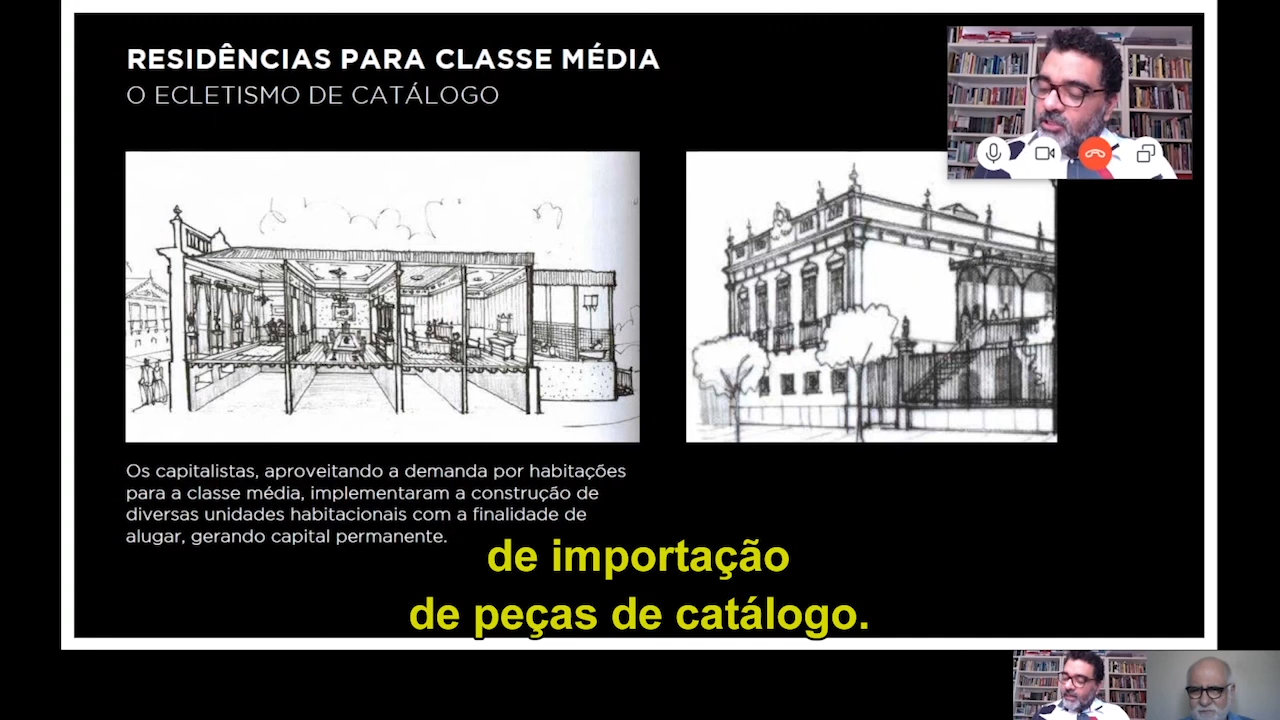 RESIDÊNCIAS PARA CLASSE MÉDIA
O ECLETISMO DE CATÁLOGO
Os capitalistas, aproveitando a demanda por habitações
para a classe média, implementaram a construção de
diversas unidades habitacionais com a finalidade de
alugar, gerando capital permanente.
de importação
de peças de catálogo.